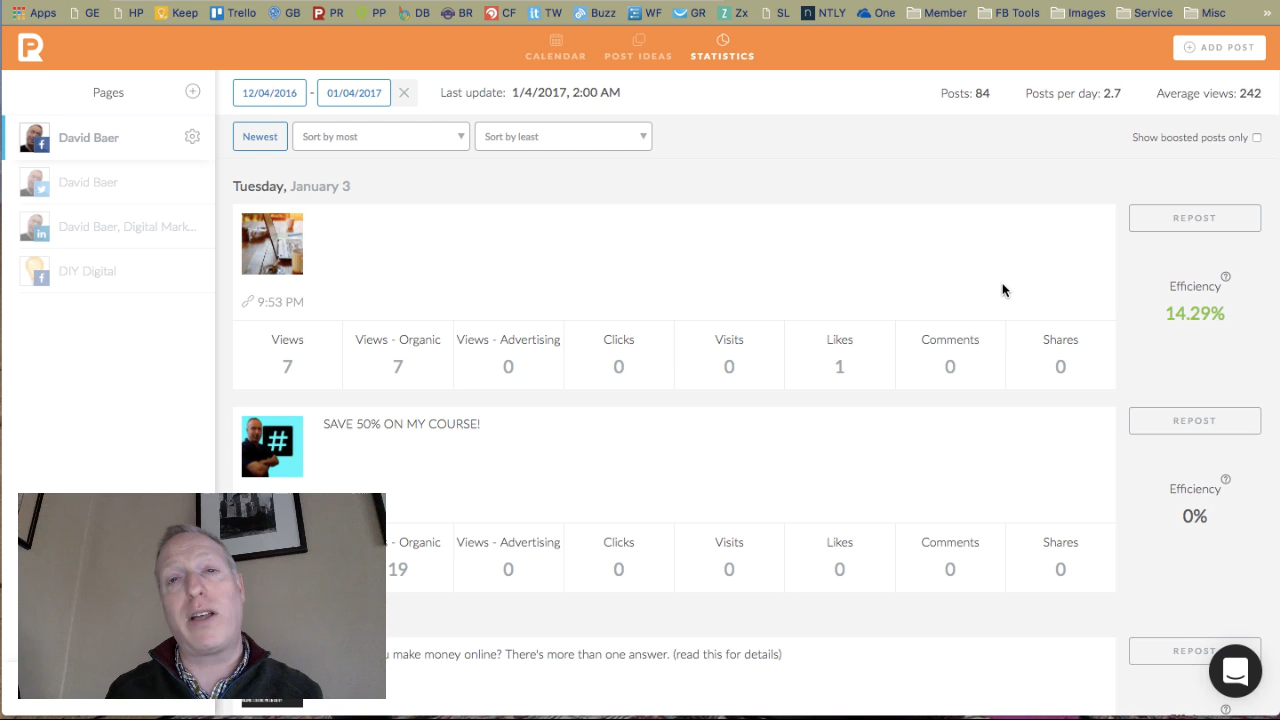 Apps GE HP Keep Trello GB PR PP DB BR CF TW Buzz WF GR Zx SL NTLY One Member FB Tools Images Service Misc »
CALENDAR POST IDEAS STATISTICS
ADD POST
Pages
12/04/2016 - 01/04/2017 Last update: 1/4/2017, 2:00 AM Posts: 84 Posts per day: 2.7 Average views: 242
David Baer
David Baer
David Baer, Digital Mark...
DIY Digital
Newest Sort by most Sort by least Show boosted posts only
Tuesday, January 3
REPOST
9:53 PM
Efficiency
14.29%
Views Views - Organic Views - Advertising Clicks Visits Likes Comments Shares
7 7 0 0 0 1 0 0
SAVE 50% ON MY COURSE!
REPOST
Efficiency
0%
- Organic Views - Advertising Clicks Visits Likes Comments Shares
19 0 0 0 0 0 0
make money online? There's more than one answer. (read this for details)
REPOS